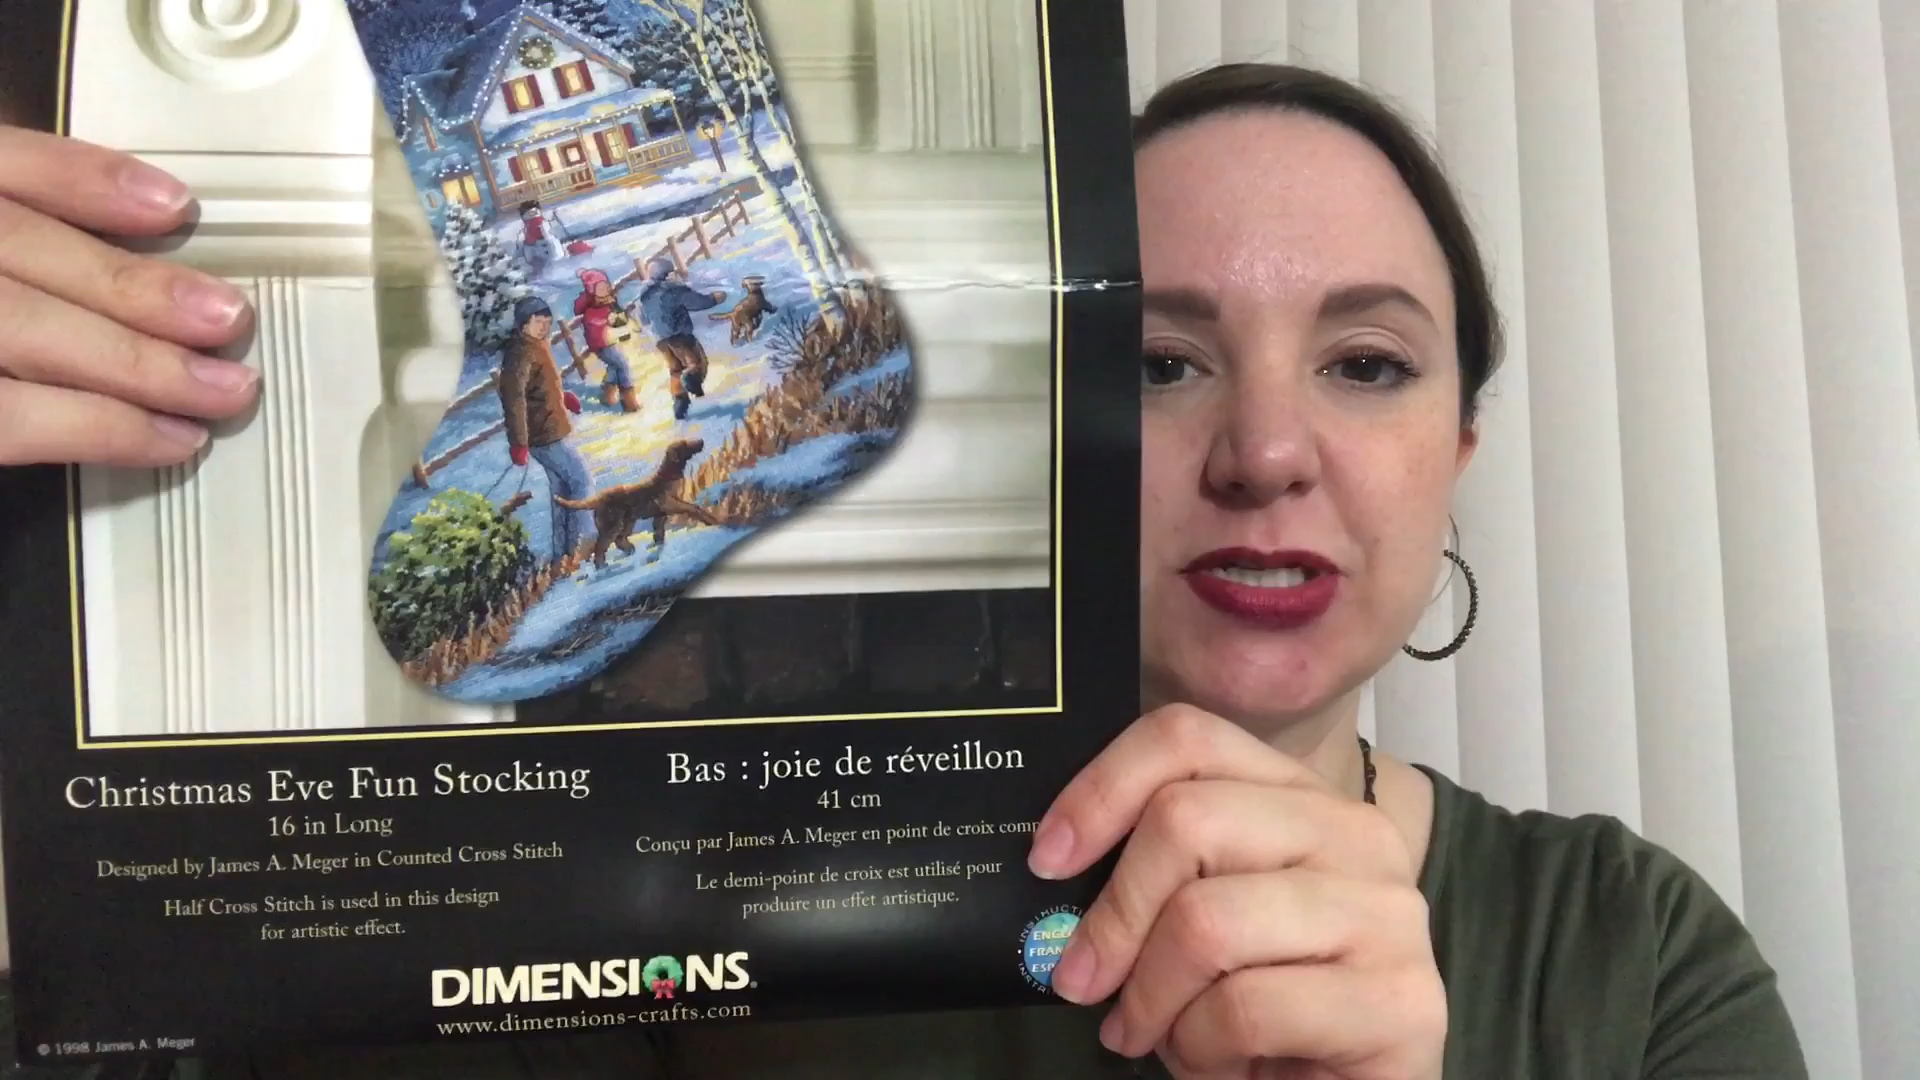 Christmas Eve Fun Stocking
16 in Long
Designed by James A. Meger in Counted Cross Stitch
Half Cross Stitch is used in this design
for artistic effect.
Bas : joie de réveillon
41 cm
Conçu par James A. Meger en point de croix
Le demi-point de croix est utilisé pour
produire un effet artistique.
DIMENSIONS®
www.dimensions-crafts.com
© 1998 James A. Meger